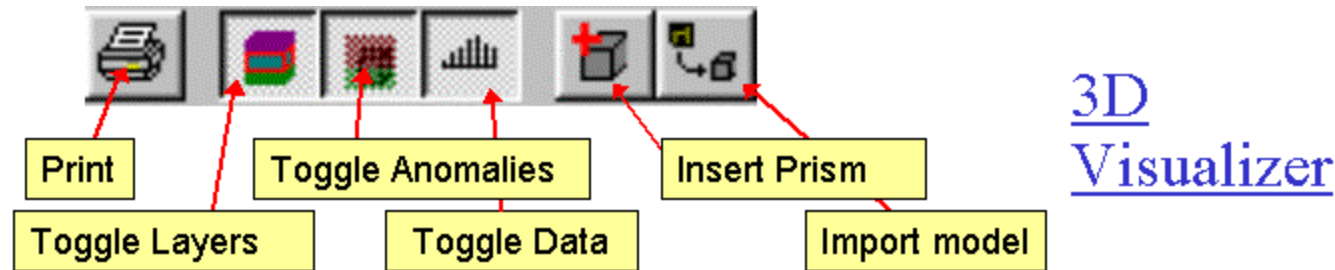 Print
Toggle Anomalies
Insert Prism
Toggle Layers
Toggle Data
Import model
3D
Visualizer